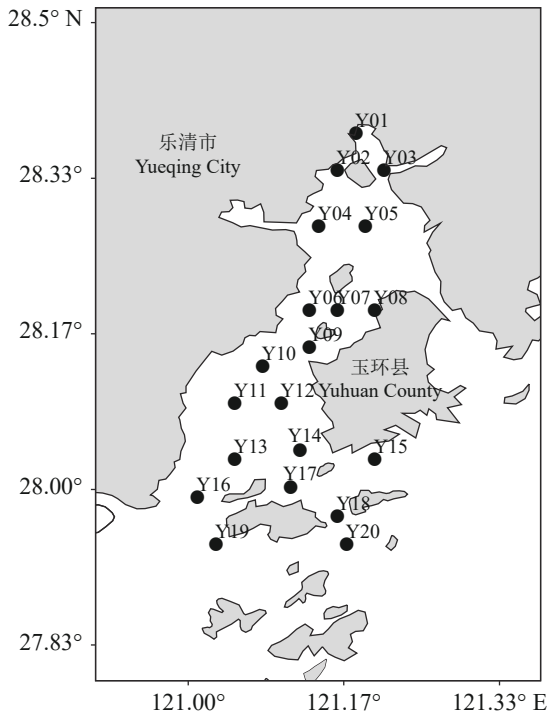 28.5° N
Y01
乐清市
Yueqing City
Y02
Y03
28.33°
Y04
Y05
Y06
Y07
Y08
28.17°
Y09
Y10
玉环县
Yuhuan County
Y11
Y12
Y14
Y13
Y15
Y17
Y16
28.00°
Y18
Y19
Y20
27.83°
121.00°
121.17°
121.33° E